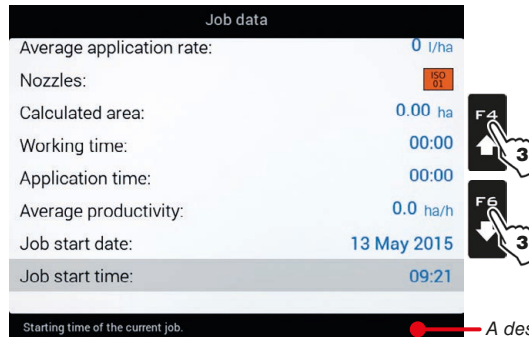 Job data
Average application rate: 0 l/ha
Nozzles: ISO 01
Calculated area: 0.00 ha
Working time: 00:00
Application time: 00:00
Average productivity: 0.0 ha/h
Job start date: 13 May 2015
Job start time: 09:21
Starting time of the current job.
F4
3
F6
3
A des